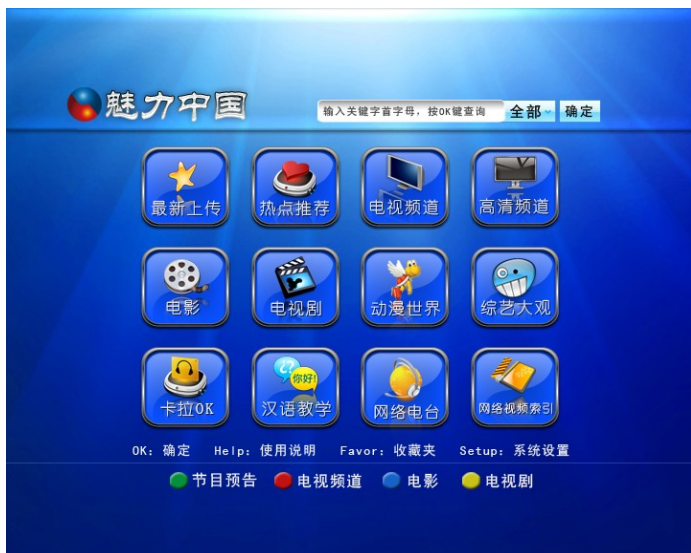 魅力中国
输入关键字首字母，按OK键查询 全部 确定
最新上传 热点推荐 电视频道 高清频道
电影 电视剧 动漫世界 综艺大观
你好!
卡拉OK 汉语教学 网络电台 网络视频索引
OK: 确定 Help: 使用说明 Favor: 收藏夹 Setup: 系统设置
节目预告 电视频道 电影 电视剧